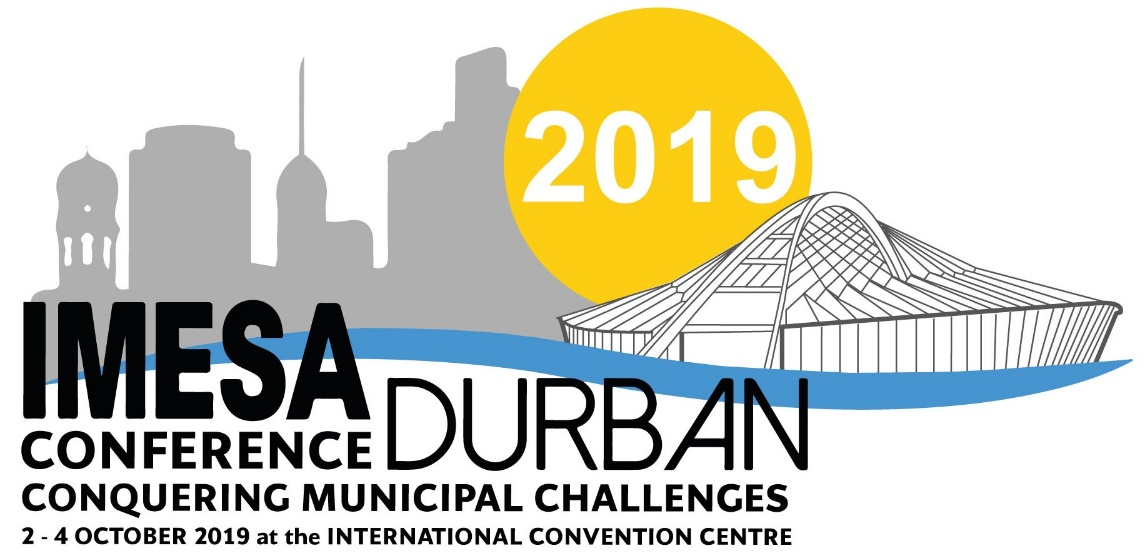 2019
IMESA
CONFERENCE DURBAN
CONQUERING MUNICIPAL CHALLENGES
2 - 4 OCTOBER 2019 at the INTERNATIONAL CONVENTION CENTRE